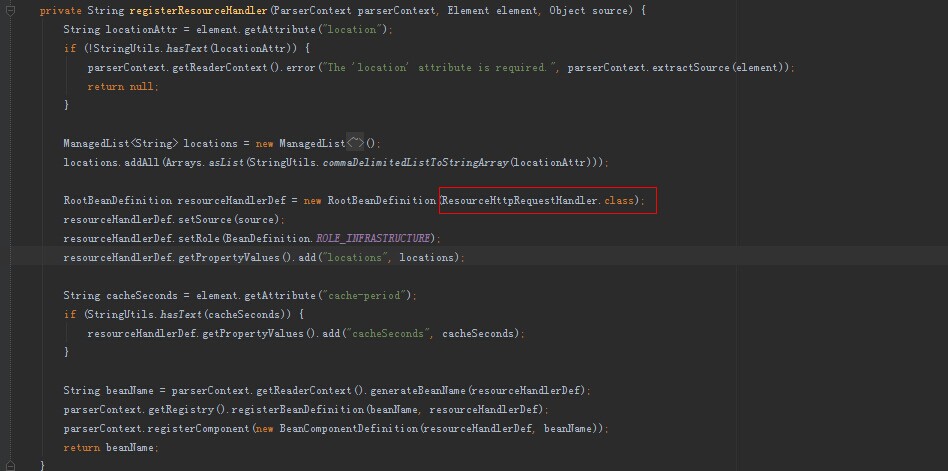 private String registerResourceHandler(ParserContext parserContext, Element element, Object source) {
String locationAttr = element.getAttribute("location");
if (!StringUtils.hasText(locationAttr)) {
parserContext.getReaderContext().error("The 'location' attribute is required.", parserContext.extractSource(element));
return null;
}
ManagedList<String> locations = new ManagedList<~>();
locations.addAll(Arrays.asList(StringUtils.commaDelimitedListToStringArray(locationAttr)));
RootBeanDefinition resourceHandlerDef = new RootBeanDefinition(ResourceHttpRequestHandler.class);
resourceHandlerDef.setSource(source);
resourceHandlerDef.setRole(BeanDefinition.ROLE_INFRASTRUCTURE);
resourceHandlerDef.getPropertyValues().add("locations", locations);
String cacheSeconds = element.getAttribute("cache-period");
if (StringUtils.hasText(cacheSeconds)) {
resourceHandlerDef.getPropertyValues().add("cacheSeconds", cacheSeconds);
}
String beanName = parserContext.getReaderContext().generateBeanName(resourceHandlerDef);
parserContext.getRegistry().registerBeanDefinition(beanName, resourceHandlerDef);
parserContext.registerComponent(new BeanComponentDefinition(resourceHandlerDef, beanName));
return beanName;
}